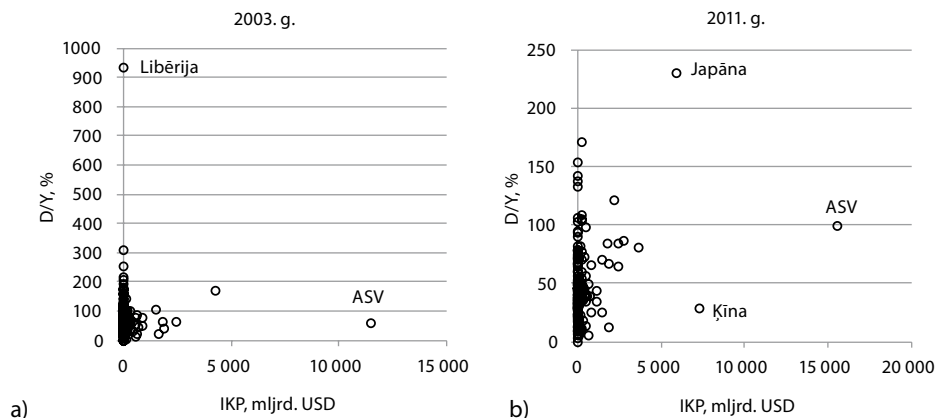 2003. g.
1000
900
800
700
600
500
400
300
200
100
0
D/Y, %
Libērija
ASV
0
5 000
10 000
15 000
IKP, mljrd. USD
a)
2011. g.
250
200
150
100
50
0
D/Y, %
Japāna
ASV
Ķīna
0
5 000
10 000
15 000
20 000
IKP, mljrd. USD
b)